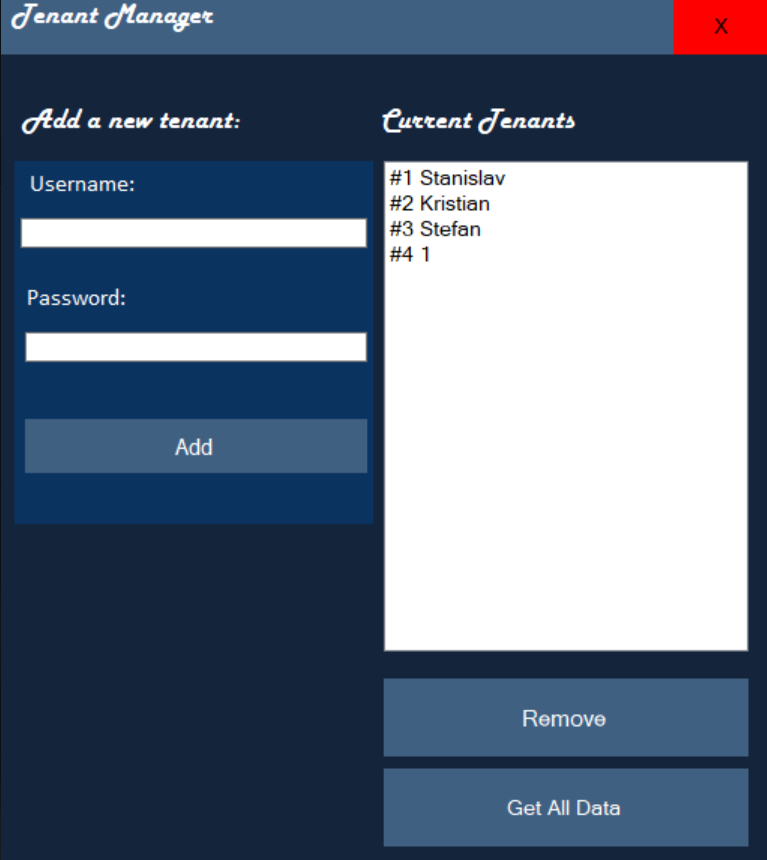 Tenant Manager
X
Add a new tenant:
Username:
Password:
Add
Current Tenants
#1 Stanislav
#2 Kristian
#3 Stefan
#4 1
Remove
Get All Data